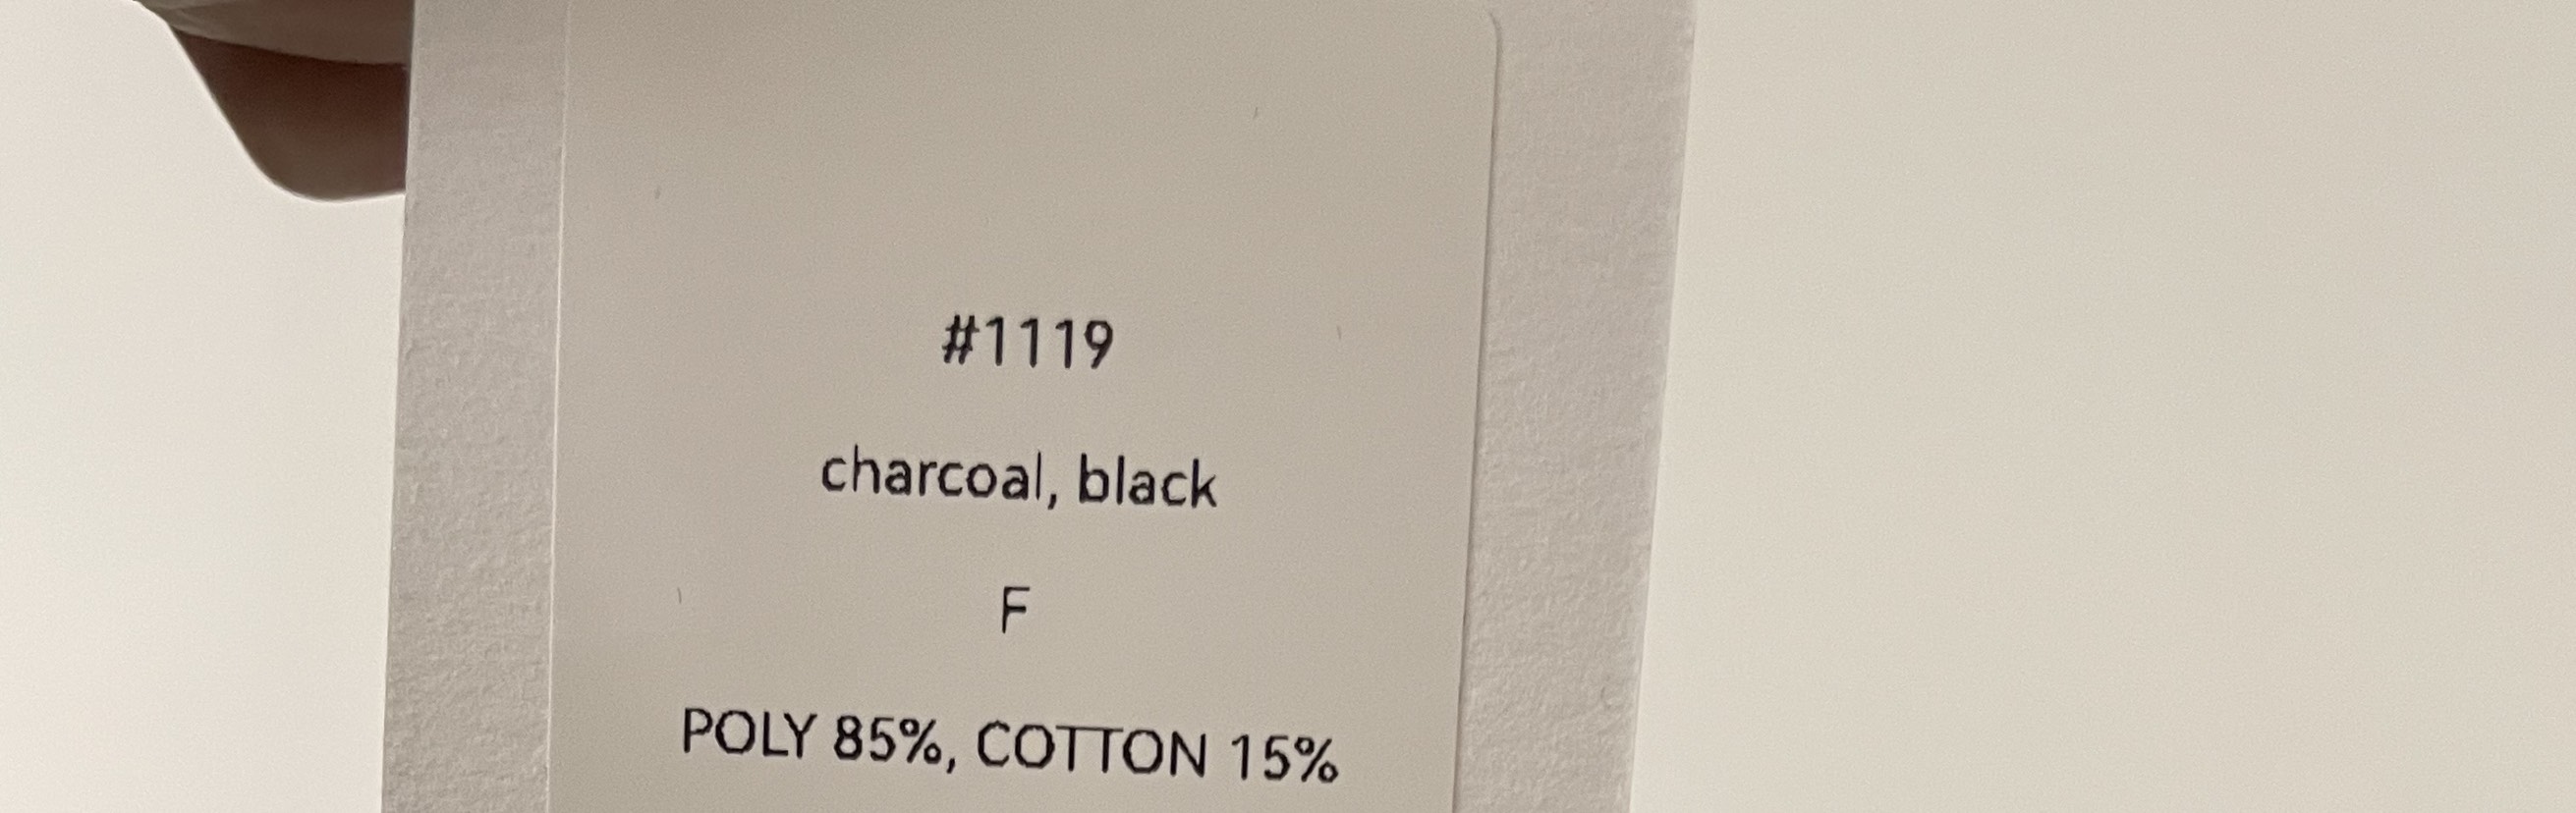 #1119
charcoal, black
F
POLY 85%, COTTON 15%